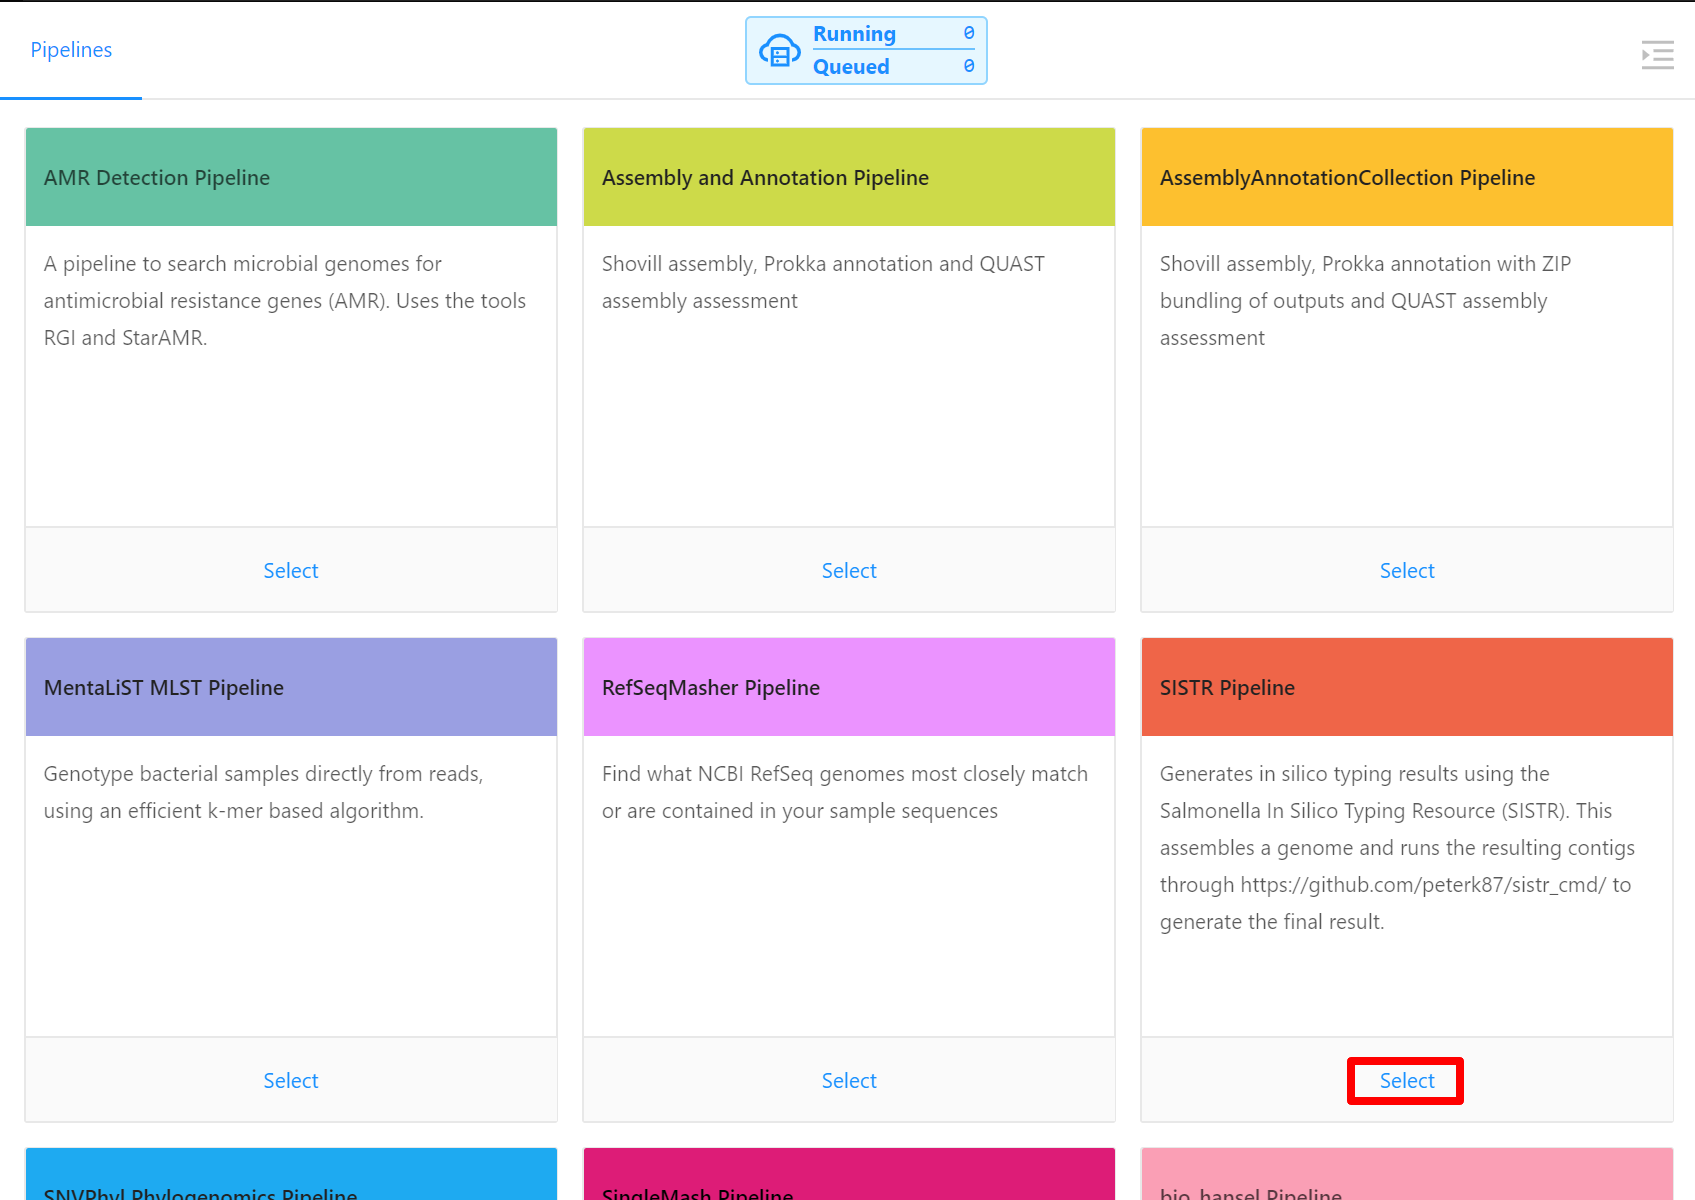 Pipelines
Running 0
Queued 0
AMR Detection Pipeline
A pipeline to search microbial genomes for
antimicrobial resistance genes (AMR). Uses the tools
RGI and StarAMR.
Select
Assembly and Annotation Pipeline
Shovill assembly, Prokka annotation and QUAST
assembly assessment
Select
AssemblyAnnotationCollection Pipeline
Shovill assembly, Prokka annotation with ZIP
bundling of outputs and QUAST assembly
assessment
Select
MentaLiST MLST Pipeline
Genotype bacterial samples directly from reads,
using an efficient k-mer based algorithm.
Select
RefSeqMasher Pipeline
Find what NCBI RefSeq genomes most closely match
or are contained in your sample sequences
Select
SISTR Pipeline
Generates in silico typing results using the
Salmonella In Silico Typing Resource (SISTR). This
assembles a genome and runs the resulting contigs
through https://github.com/peterk87/sistr_cmd/ to
generate the final result.
Select
SNVPhyl Phylogenomics Pipeline
SingleMash Pipeline
bio_hansel Pipeline